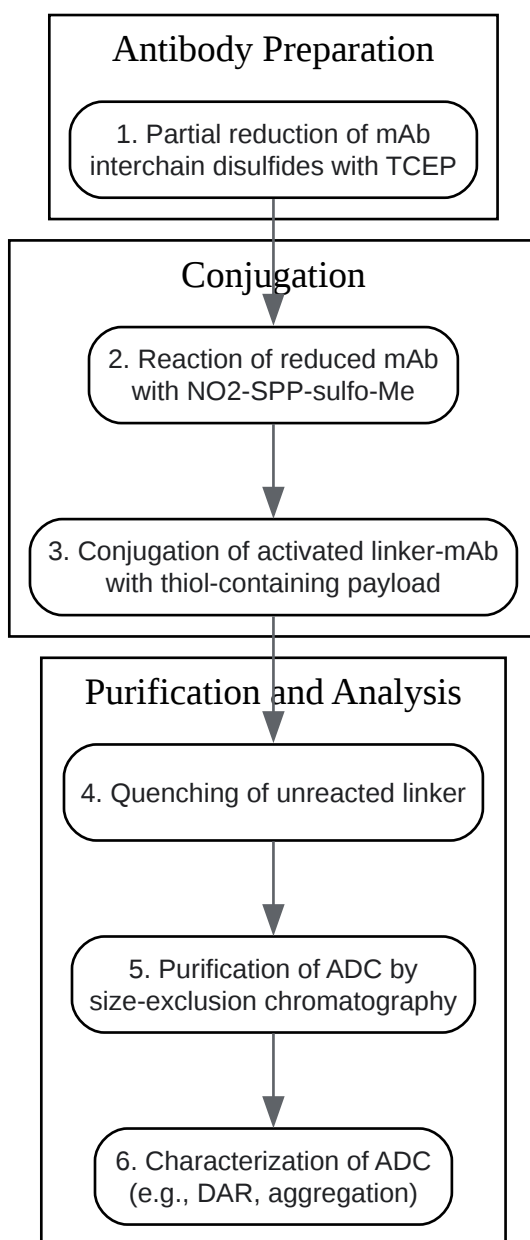 Antibody Preparation
1. Partial reduction of mAb
interchain disulfides with TCEP
Conjugation
2. Reaction of reduced mAb
with NO2-SPP-sulfo-Me
3. Conjugation of activated linker-mAb
with thiol-containing payload
Purification and Analysis
4. Quenching of unreacted linker
5. Purification of ADC by
size-exclusion chromatography
6. Characterization of ADC
(e.g., DAR, aggregation)